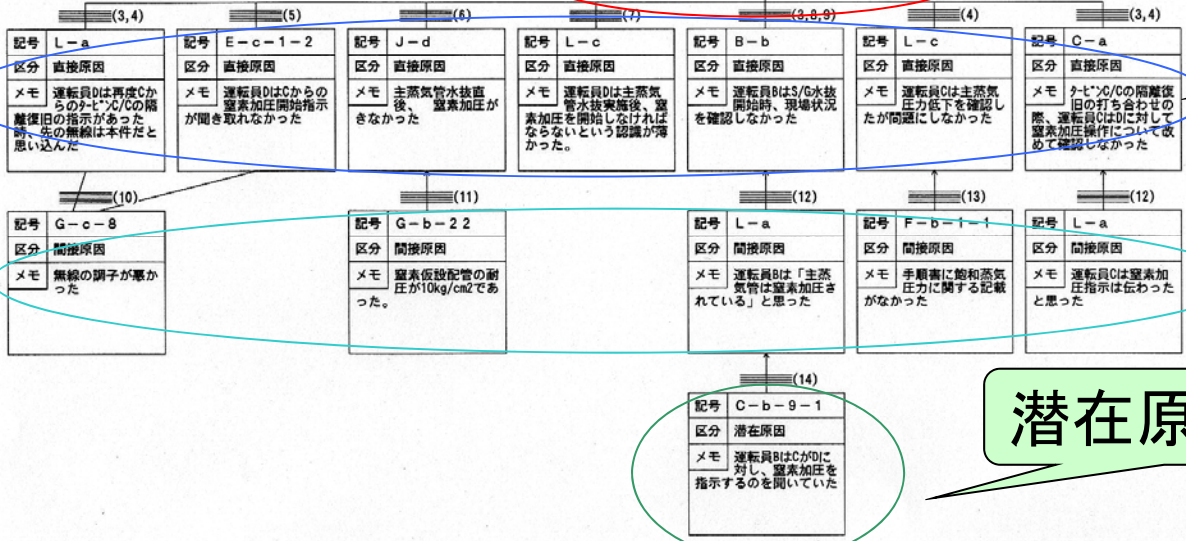 (3,4)
(5)
(6)
(7)
(3,8,9)
(4)
(3,4)
記号 L-a
区分 直接原因
メモ 運転員Dは再度Cか
らのタービンC/Cの隔
離復旧の指示があった
時、先の無線は本件だと
思い込んだ
記号 E-c-1-2
区分 直接原因
メモ 運転員DはCからの
窒素加圧開始指示
が聞き取れなかった
記号 J-d
区分 直接原因
メモ 主蒸気管水抜直
後、 窒素加圧が
きなかった
記号 L-c
区分 直接原因
メモ 運転員Dは主蒸気
管水抜実施後、窒
素加圧を開始しなければ
ならないという認識が薄
かった。
記号 B-b
区分 直接原因
メモ 運転員BはS/G水抜
開始時、現場状況
を確認しなかった
記号 L-c
区分 直接原因
メモ 運転員Cは主蒸気
圧力低下を確認し
たが問題にしなかった
記号 C-a
区分 直接原因
メモ タービンC/Cの隔離復
旧の打ち合わせの
際、運転員CはDに対して
窒素加圧操作について改
めて確認しなかった
(10)
(11)
(12)
(13)
(12)
記号 G-c-8
区分 間接原因
メモ 無線の調子が悪か
った
記号 G-b-22
区分 間接原因
メモ 窒素仮設配管の耐
圧が10kg/cm2であ
った。
記号 L-a
区分 間接原因
メモ 運転員Bは「主蒸
気管は窒素加圧さ
れている」と思った
記号 F-b-1-1
区分 間接原因
メモ 手順書に飽和蒸気
圧力に関する記載
がなかった
記号 L-a
区分 間接原因
メモ 運転員Cは窒素加
圧指示は伝わった
と思った
(14)
記号 C-b-9-1
区分 潜在原因
メモ 運転員BはCがDに
対し、窒素加圧を
指示するのを聞いていた
潜在原